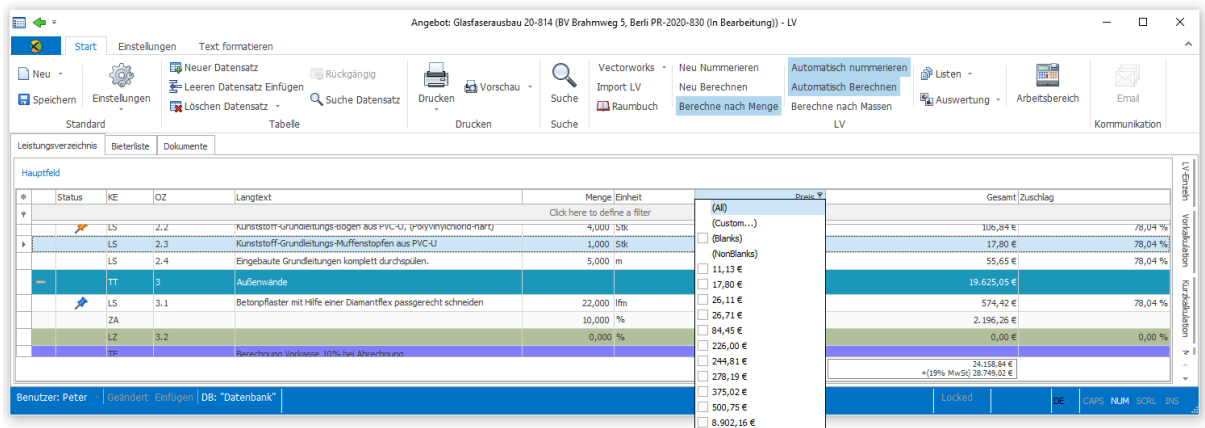 Angebot: Glasfaserausbau 20-814 (BV Brahmweg 5, Berli PR-2020-830 (In Bearbeitung)) - LV
Start Einstellungen Text formatieren
Neu
Speichern
Einstellungen
Standard
Neuer Datensatz
Leeren Datensatz Einfügen
Löschen Datensatz
Rückgängig
Suche Datensatz
Tabelle
Drucken
Vorschau
Drucken
Suche
Suche
Vectorworks
Import LV
Raumbuch
Neu Nummerieren
Neu Berechnen
Berechne nach Menge
Automatisch nummerieren
Automatisch Berechnen
Berechne nach Massen
Listen
Auswertung
Arbeitsbereich
LV
Email
Kommunikation
Leistungsverzeichnis Bieterliste Dokumente
Hauptfeld
Status KE OZ Langtext Menge Einheit Preis Gesamt Zuschlag
Click here to define a filter
LS 2.2 Kunststoff-Grundleitungs-Bogen aus PVC-U, (Polyvinylchlorid-hart) 4,000 Stk 106,84 € 78,04 %
LS 2.3 Kunststoff-Grundleitungs-Muffenstopfen aus PVC-U 1,000 Stk 17,80 € 78,04 %
LS 2.4 Eingebaute Grundleitungen komplett durchspülen. 5,000 m 55,65 € 78,04 %
TT 3 Außenwände 19.625,05 €
LS 3.1 Betonpflaster mit Hilfe einer Diamantflex passgerecht schneiden 22,000 lfm 574,42 € 78,04 %
ZA 10,000 % 2.196,26 €
LZ 3.2 0,000 % 0,00 € 0,00 %
TE Berechnung Vorkasse 10% bei Abrechnung
24.158,84 €
+(19% MwSt) 28.749,02 €
(All)
(Custom...)
(Blanks)
(NonBlanks)
11,13 €
17,80 €
26,11 €
26,71 €
84,45 €
226,00 €
244,81 €
278,19 €
375,02 €
500,75 €
8.902,16 €
LV-Einzeln
Vorkalkulation
Kurzkalkulation
Benutzer: Peter Geändert Einfügen DB: "Datenbank" Locked DE CAPS NUM SCRL INS